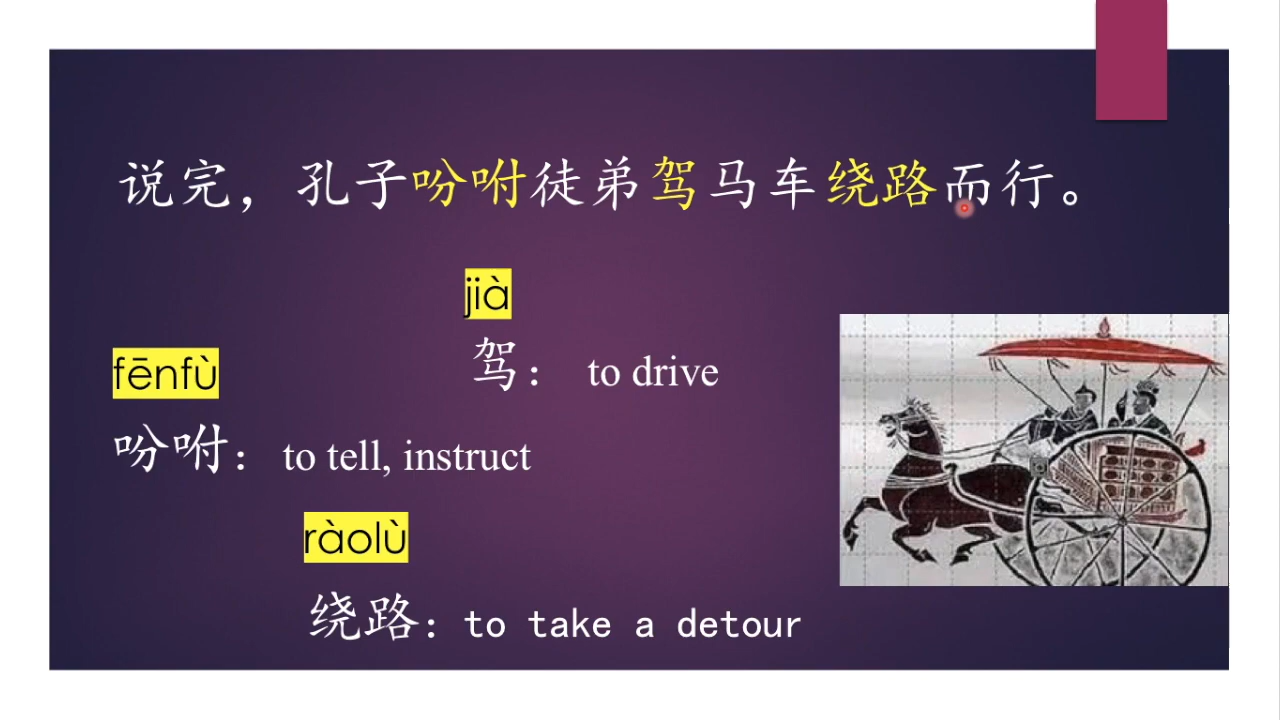 说完，孔子吩咐徒弟驾马车绕路而行。
jià
驾： to drive
fēnfù
吩咐：to tell, instruct
ràolù
绕路：to take a detour